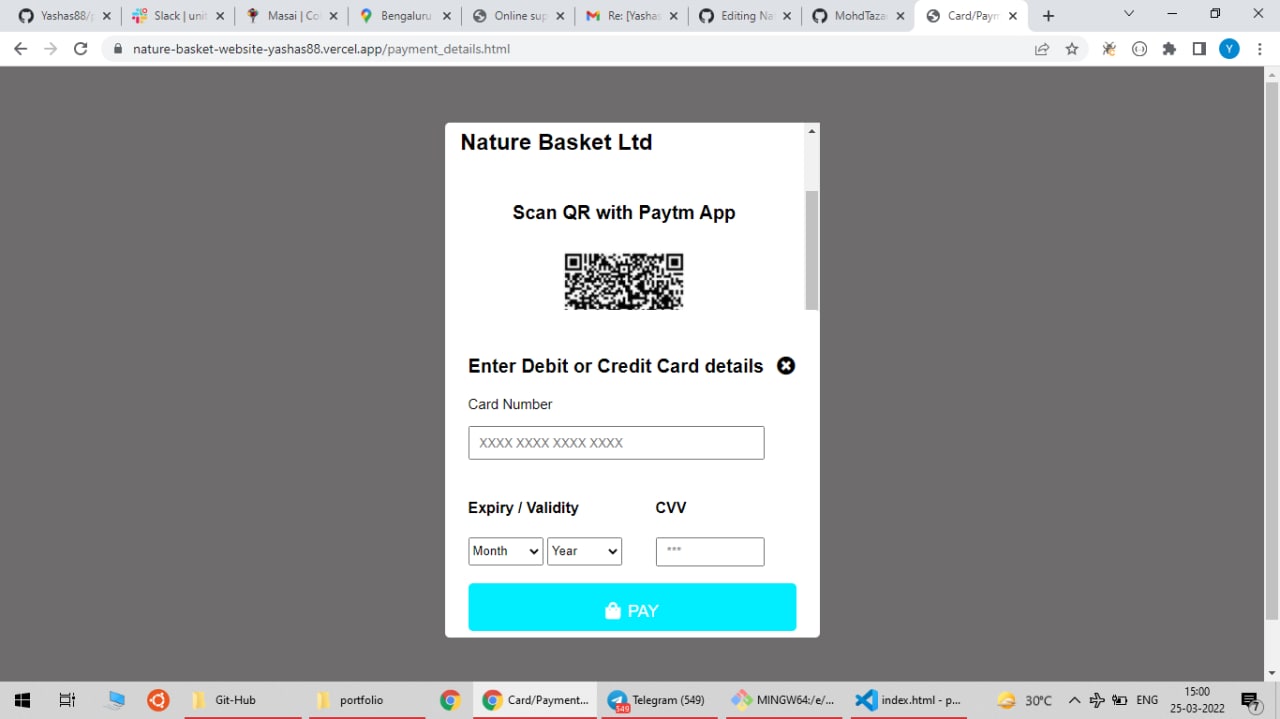 Yashas88/p
Slack | unit
Masai | Co
Bengaluru
Online sup
Re: [Yashas
Editing Na
MohdTaza
Card/Paym
nature-basket-website-yashas88.vercel.app/payment_details.html
Y
Nature Basket Ltd
Scan QR with Paytm App
Enter Debit or Credit Card details
Card Number
XXXX XXXX XXXX XXXX
Expiry / Validity CVV
Month Year ***
PAY
Git-Hub
portfolio
Card/Payment...
Telegram (549)
549
MINGW64:/e/...
index.html - p...
30°C
ENG
15:00
25-03-2022
7